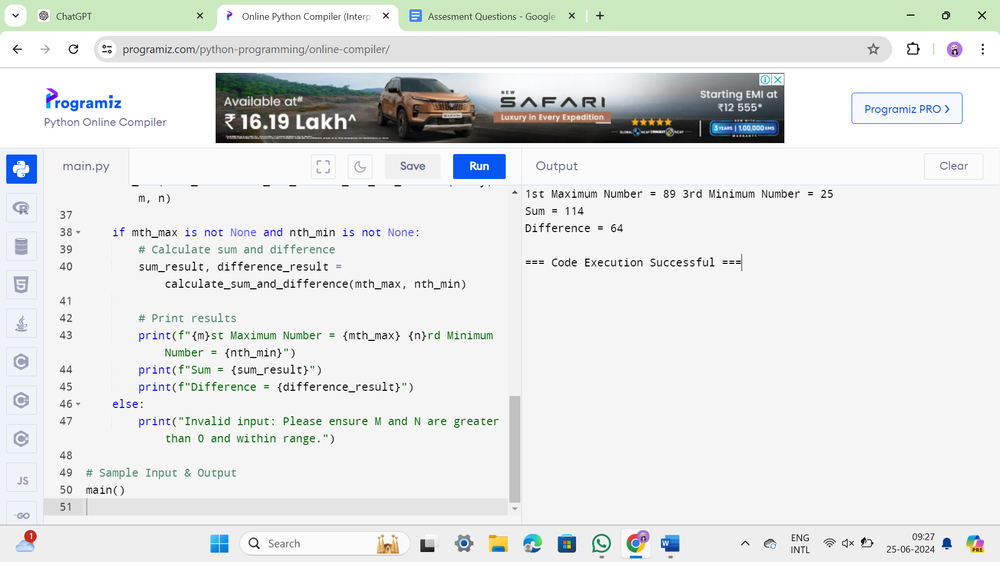 ChatGPT
Online Python Compiler (Interp
Assesment Questions - Google
programiz.com/python-programming/online-compiler/
Programiz
Python Online Compiler
Available at#
₹ 16.19 Lakh^
NEW
SAFARI
Luxury in Every Expedition
Starting EMI at
₹12 555*
3 YEARS | 1,00,000 KMS
WARRANTY
Programiz PRO ❯
main.py
Save
Run
Output
Clear
m, n)
37
38 if mth_max is not None and nth_min is not None:
39 # Calculate sum and difference
40 sum_result, difference_result =
calculate_sum_and_difference(mth_max, nth_min)
41
42 # Print results
43 print(f"{m}st Maximum Number = {mth_max} {n}rd Minimum
Number = {nth_min}")
44 print(f"Sum = {sum_result}")
45 print(f"Difference = {difference_result}")
46 else:
47 print("Invalid input: Please ensure M and N are greater
than 0 and within range.")
48
49 # Sample Input & Output
50 main()
51
1st Maximum Number = 89 3rd Minimum Number = 25
Sum = 114
Difference = 64
=== Code Execution Successful ===
JS
GO
1
Search
ENG
INTL
09:27
25-06-2024
PRE